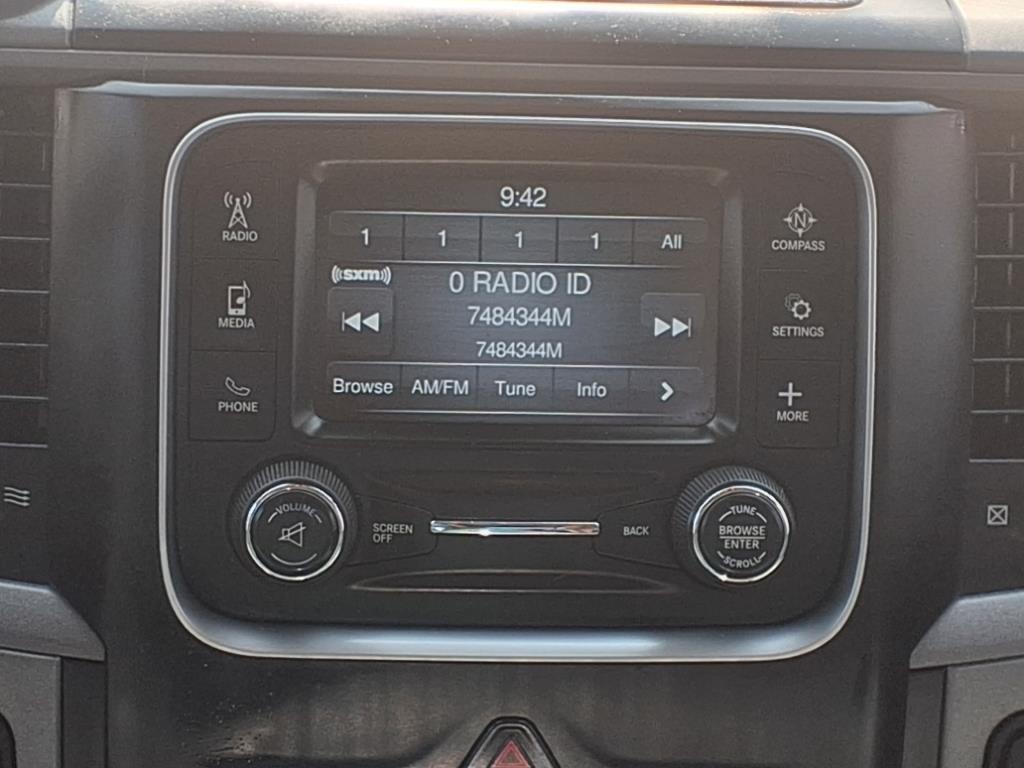 9:42
1 1 1 1 All
((sxm))
0 RADIO ID
7484344M
7484344M
Browse AM/FM Tune Info >
RADIO
MEDIA
PHONE
N
COMPASS
SETTINGS
+
MORE
VOLUME
SCREEN
OFF
BACK
TUNE
BROWSE
ENTER
SCROLL